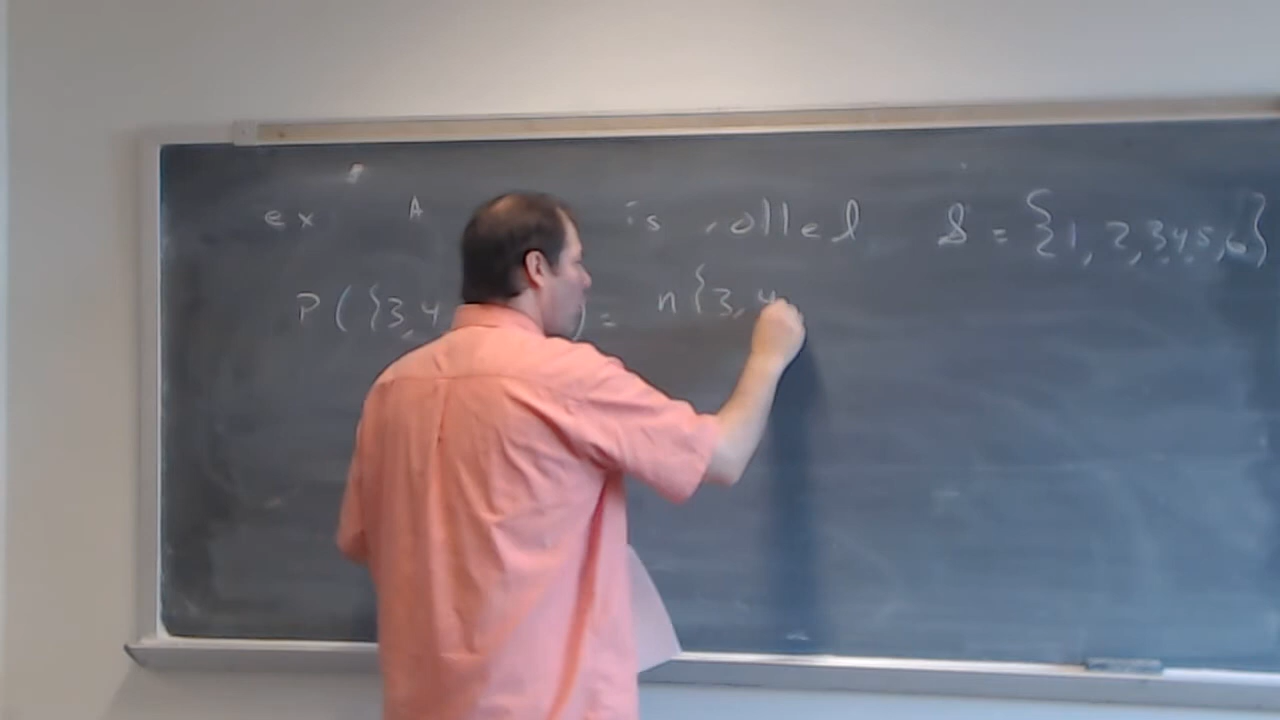 ex A is rolled S = {1, 2, 3, 4, 5, 6}
P({3, 4 ) = n{3, 4